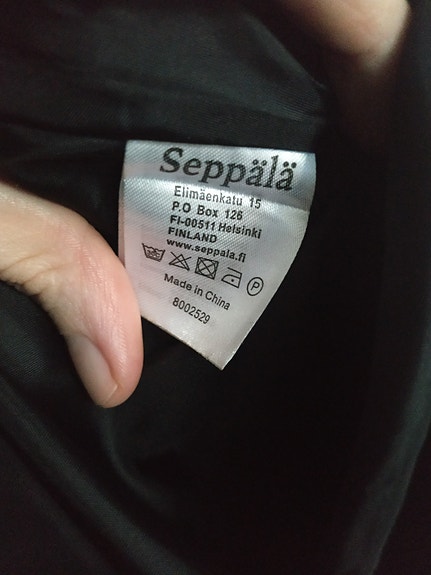 Seppälä
Elimäenkatu 15
P.O Box 126
FI-00511 Helsinki
FINLAND
www.seppala.fi
P
Made in China
8002529